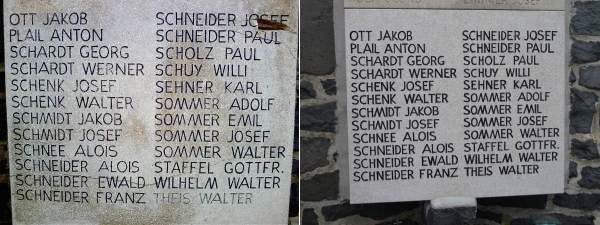 OTT JAKOB SCHNEIDER JOSEF
PLAIL ANTON SCHNEIDER PAUL
SCHARDT GEORG SCHOLZ PAUL
SCHARDT WERNER SCHUY WILLI
SCHENK JOSEF SEHNER KARL
SCHENK WALTER SOMMER ADOLF
SCHMIDT JAKOB SOMMER EMIL
SCHMIDT JOSEF SOMMER JOSEF
SCHNEE ALOIS SOMMER WALTER
SCHNEIDER ALOIS STAFFEL GOTTFR.
SCHNEIDER EWALD WILHELM WALTER
SCHNEIDER FRANZ THEIS WALTER
OTT JAKOB SCHNEIDER JOSEF
PLAIL ANTON SCHNEIDER PAUL
SCHARDT GEORG SCHOLZ PAUL
SCHARDT WERNER SCHUY WILLI
SCHENK JOSEF SEHNER KARL
SCHENK WALTER SOMMER ADOLF
SCHMIDT JAKOB SOMMER EMIL
SCHMIDT JOSEF SOMMER JOSEF
SCHNEE ALOIS SOMMER WALTER
SCHNEIDER ALOIS STAFFEL GOTTFR.
SCHNEIDER EWALD WILHELM WALTER
SCHNEIDER FRANZ THEIS WALTER